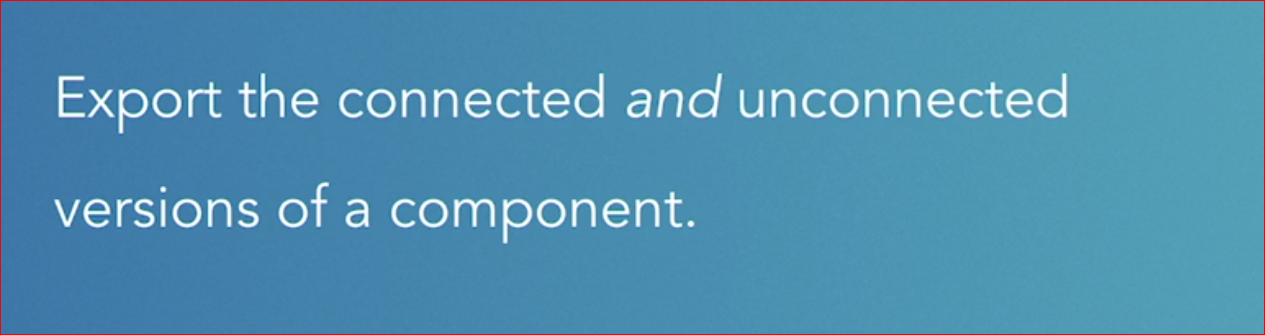 Export the connected and unconnected
versions of a component.